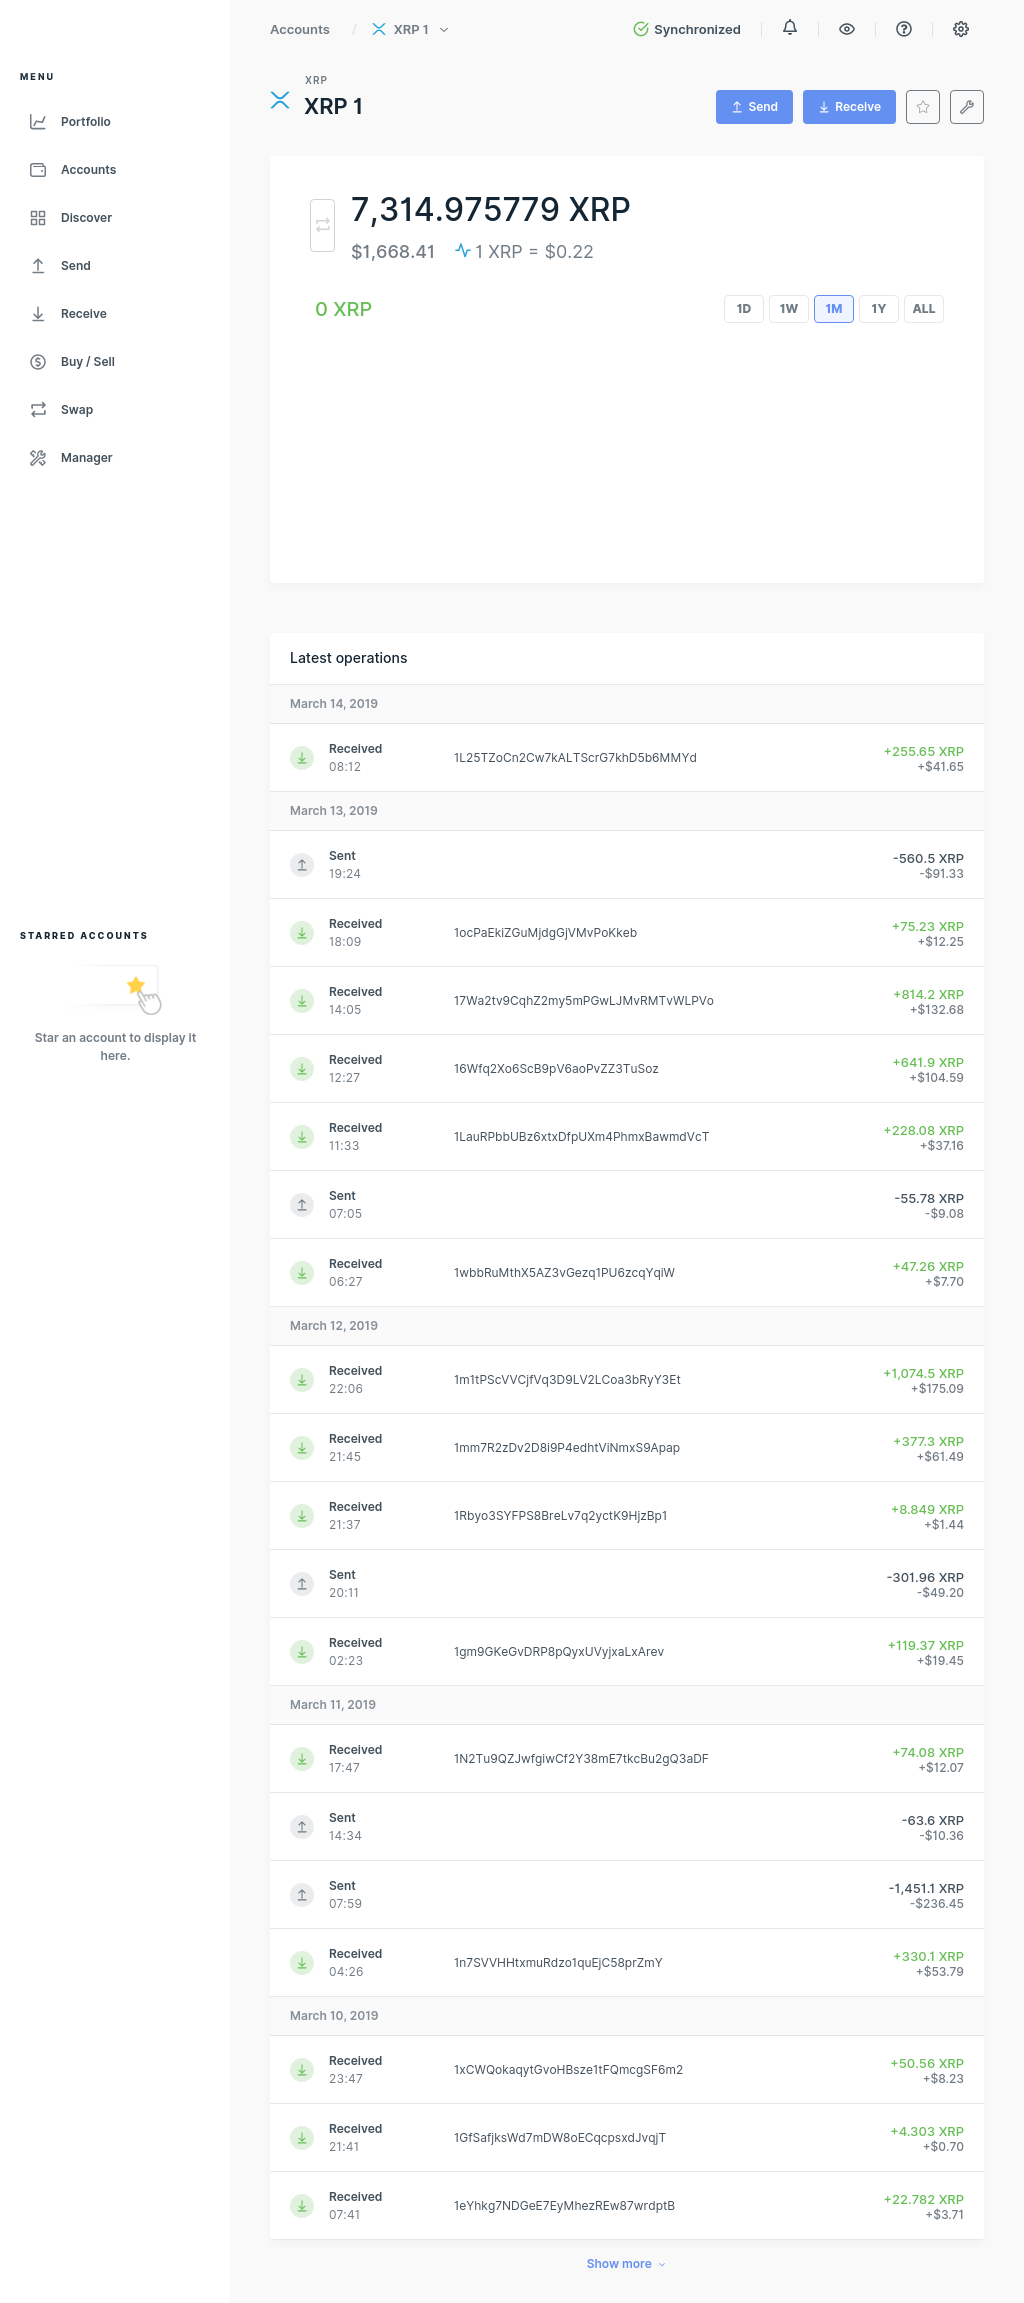 Accounts / XRP 1
Synchronized
MENU
Portfolio
Accounts
Discover
Send
Receive
Buy / Sell
Swap
Manager
STARRED ACCOUNTS
Star an account to display it
here.
XRP
XRP 1
Send
Receive
7,314.975779 XRP
$1,668.41 1 XRP = $0.22
0 XRP
1D 1W 1M 1Y ALL
Latest operations
March 14, 2019
Received 1L25TZoCn2Cw7kALTScrG7khD5b6MMYd +255.65 XRP
08:12 +$41.65
March 13, 2019
Sent -560.5 XRP
19:24 -$91.33
Received 1ocPaEkiZGuMjdgGjVMvPoKkeb +75.23 XRP
18:09 +$12.25
Received 17Wa2tv9CqhZ2my5mPGwLJMvRMTvWLPVo +814.2 XRP
14:05 +$132.68
Received 16Wfq2Xo6ScB9pV6aoPvZZ3TuSoz +641.9 XRP
12:27 +$104.59
Received 1LauRPbbUBz6xtxDfpUXm4PhmxBawmdVcT +228.08 XRP
11:33 +$37.16
Sent -55.78 XRP
07:05 -$9.08
Received 1wbbRuMthX5AZ3vGezq1PU6zcqYqiW +47.26 XRP
06:27 +$7.70
March 12, 2019
Received 1m1tPScVVCjfVq3D9LV2LCoa3bRyY3Et +1,074.5 XRP
22:06 +$175.09
Received 1mm7R2zDv2D8i9P4edhtViNmxS9Apap +377.3 XRP
21:45 +$61.49
Received 1Rbyo3SYFPS8BreLv7q2yctK9HjzBp1 +8.849 XRP
21:37 +$1.44
Sent -301.96 XRP
20:11 -$49.20
Received 1gm9GKeGvDRP8pQyxUVyjxaLxArev +119.37 XRP
02:23 +$19.45
March 11, 2019
Received 1N2Tu9QZJwfgiwCf2Y38mE7tkcBu2gQ3aDF +74.08 XRP
17:47 +$12.07
Sent -63.6 XRP
14:34 -$10.36
Sent -1,451.1 XRP
07:59 -$236.45
Received 1n7SVVHHtxmuRdzo1quEjC58prZmY +330.1 XRP
04:26 +$53.79
March 10, 2019
Received 1xCWQokaqytGvoHBsze1tFQmcgSF6m2 +50.56 XRP
23:47 +$8.23
Received 1GfSafjksWd7mDW8oECqcpsxdJvqjT +4.303 XRP
21:41 +$0.70
Received 1eYhkg7NDGeE7EyMhezREw87wrdptB +22.782 XRP
07:41 +$3.71
Show more